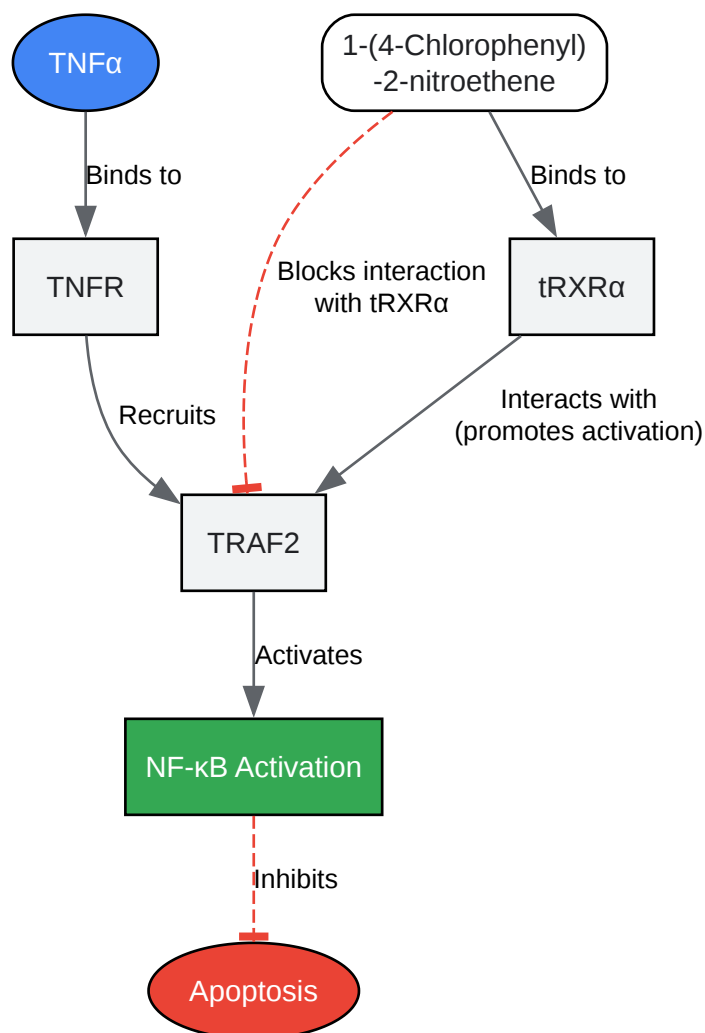 TNFα
1-(4-Chlorophenyl)
-2-nitroethene
Binds to
Binds to
TNFR
Blocks interaction
with tRXRα
tRXRα
Recruits
Interacts with
(promotes activation)
TRAF2
Activates
NF-κB Activation
Inhibits
Apoptosis